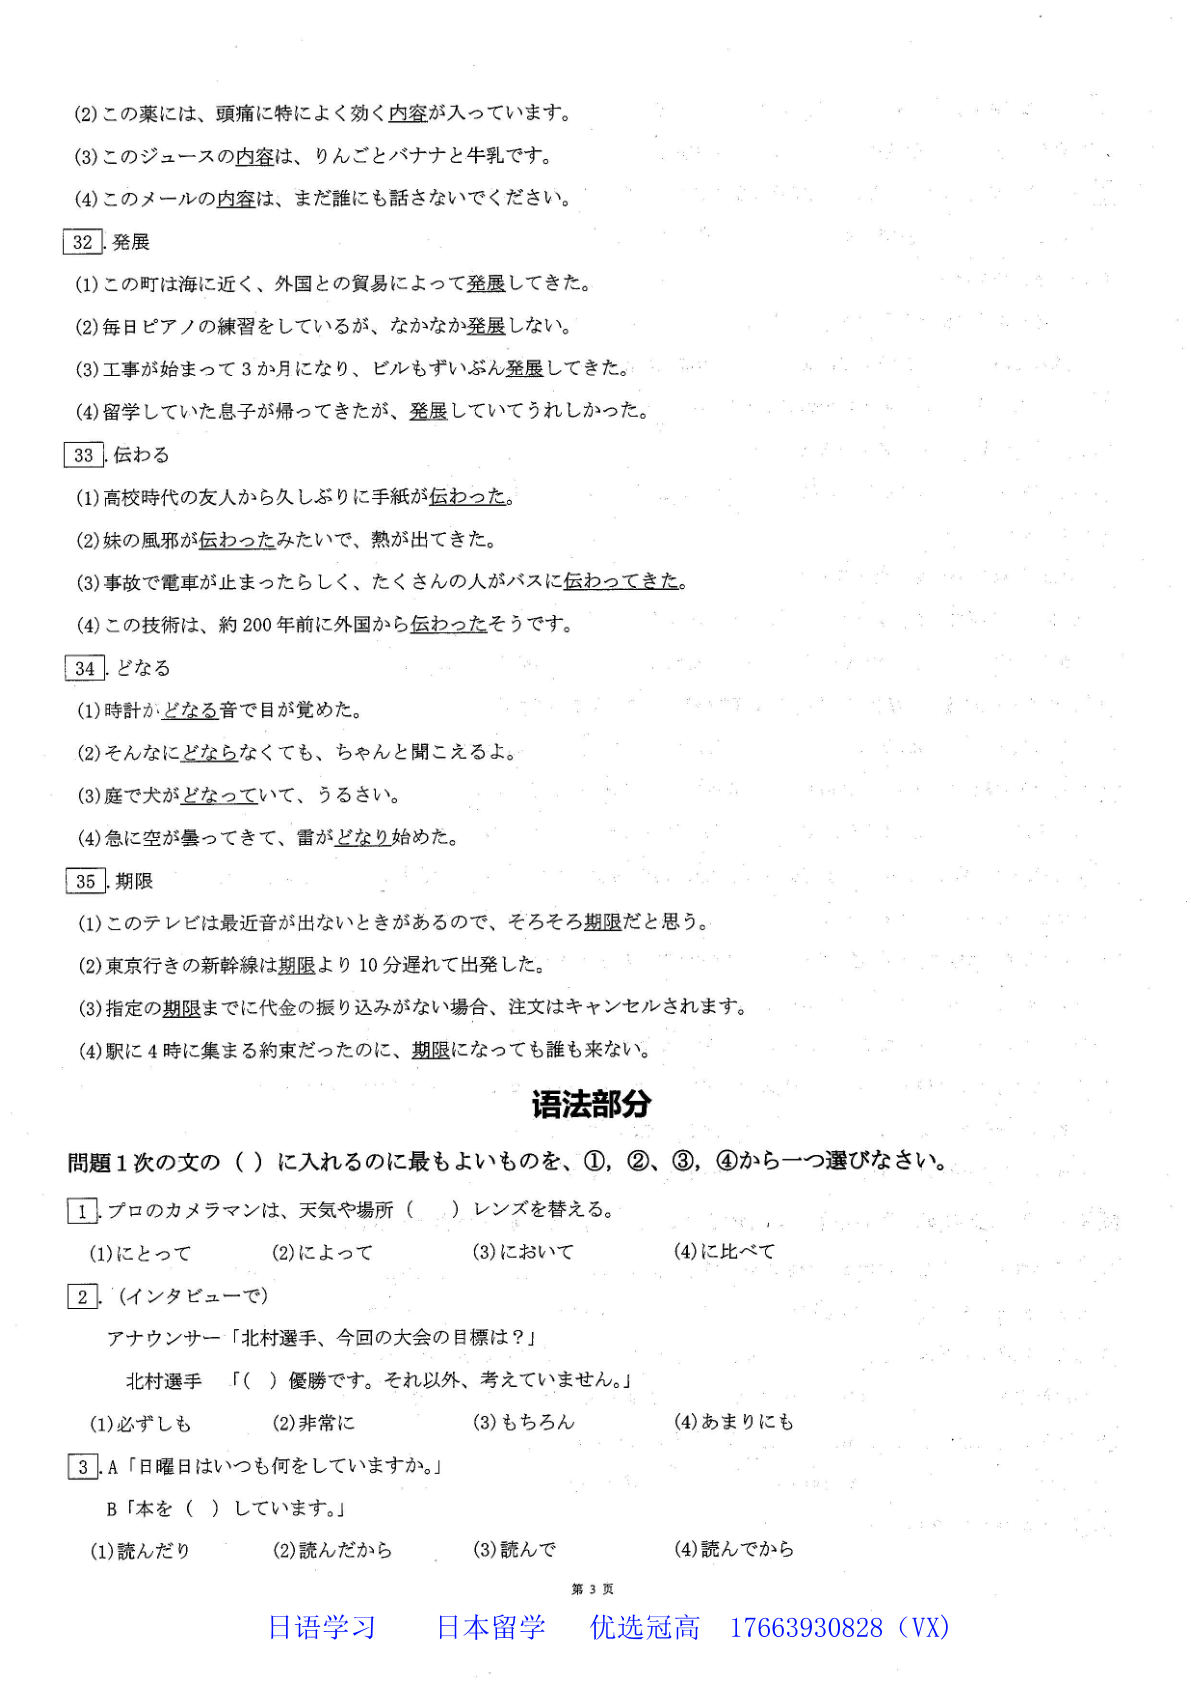 (2)この薬には、頭痛に特によく効く内容が入っています。
(3)このジュースの内容は、りんごとバナナと牛乳です。
(4)このメールの内容は、まだ誰にも話さないでください。
32.発展
(1)この町は海に近く、外国との貿易によって発展してきた。
(2)毎日ピアノの練習をしているが、なかなか発展しない。
(3)工事が始まって3か月になり、ビルもずいぶん発展してきた。
(4)留学していた息子が帰ってきたが、発展していてうれしかった。
33.伝わる
(1)高校時代の友人から久しぶりに手紙が伝わった。
(2)妹の風邪が伝わったみたいで、熱が出てきた。
(3)事故で電車が止まったらしく、たくさんの人がバスに伝わってきた。
(4)この技術は、約200年前に外国から伝わったそうです。
34.どなる
(1)時計がどなる音で目が覚めた。
(2)そんなにどならなくても、ちゃんと聞こえるよ。
(3)庭で犬がどなっていて、うるさい。
(4)急に空が曇ってきて、雷がどなり始めた。
35.期限
(1)このテレビは最近音が出ないときがあるので、そろそろ期限だと思う。
(2)東京行きの新幹線は期限より10分遅れて出発した。
(3)指定の期限までに代金の振り込みがない場合、注文はキャンセルされます。
(4)駅に4時に集まる約束だったのに、期限になっても誰も来ない。
语法部分
問題1次の文の（ ）に入れるのに最もよいものを、①，②、③，④から一つ選びなさい。
1.プロのカメラマンは、天気や場所（　　）レンズを替える。
(1)にとって　(2)によって　(3)において　(4)に比べて
2.（インタビューで）
アナウンサー「北村選手、今回の大会の目標は？」
北村選手　「（　）優勝です。それ以外、考えていません。」
(1)必ずしも　(2)非常に　(3)もちろん　(4)あまりにも
3.A「日曜日はいつも何をしていますか。」
B「本を（　）しています。」
(1)読んだり　(2)読んだから　(3)読んで　(4)読んでから
第 3 页
日语学习　日本留学　优选冠高　17663930828（VX）